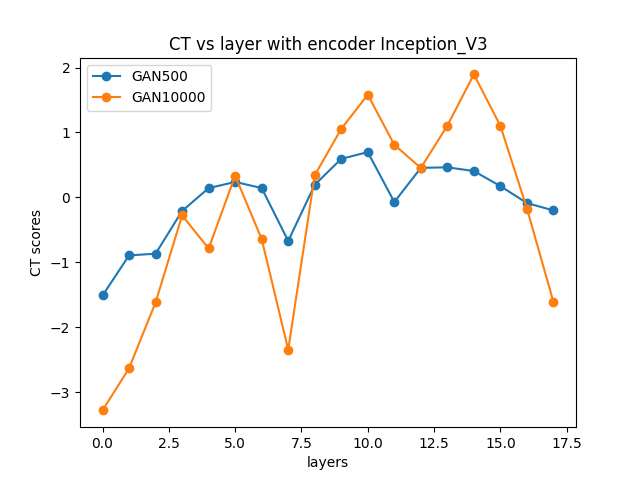 CT vs layer with encoder Inception_V3
GAN500
GAN10000
2
1
0
−1
−2
−3
CT scores
0.0 2.5 5.0 7.5 10.0 12.5 15.0 17.5
layers